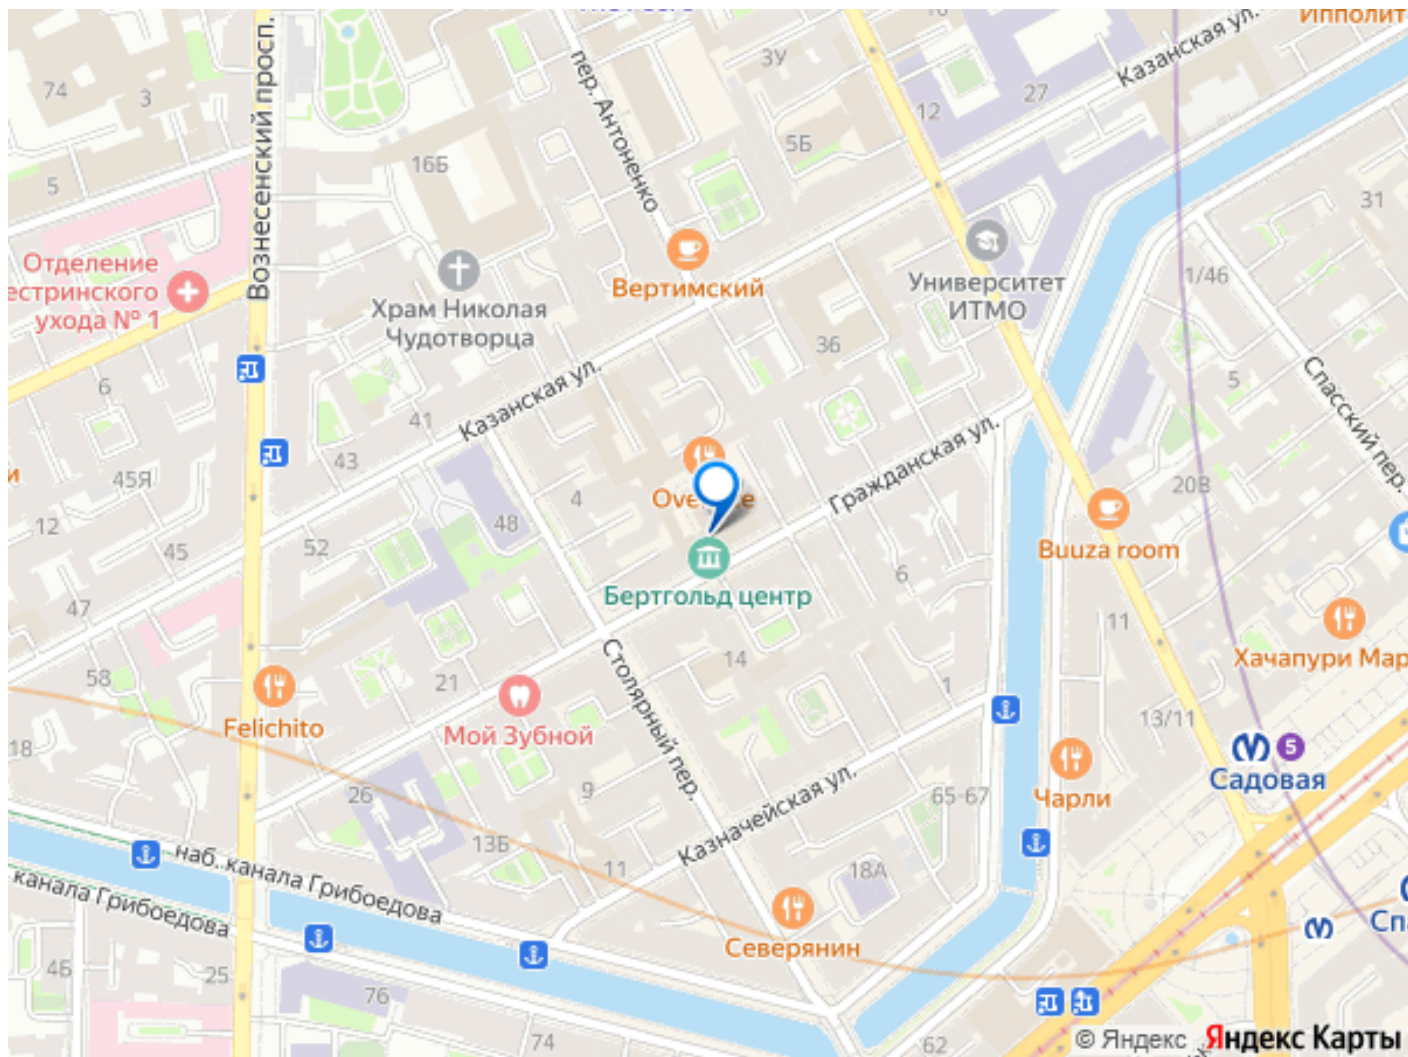 Ипполит
Казанская ул.
74
3
3У
27
12
Вознесенский просп.
пер. Антоненко
5Б
16Б
5
31
Отделение
естринского
ухода № 1
Храм Николая
Чудотворца
Вертимский
Университет
ИТМО
1/46
36
6
5
Спасский пер.
Казанская ул.
41
43
45Я
Гражданская ул.
4
20В
12
48
45
52
Buuza room
6
Бертгольд центр
47
11
58
21
14
1
Столярный пер.
Хачапури Мар
Felichito
Мой Зубной
13/11
18
5
Садовая
9
26
Казначейская ул.
65-67
Чарли
13Б
11
18А
наб. канала Грибоедова
канала Грибоедова
Северянин
Спа
4Б
25
76
74
62
© Яндекс Яндекс Карты